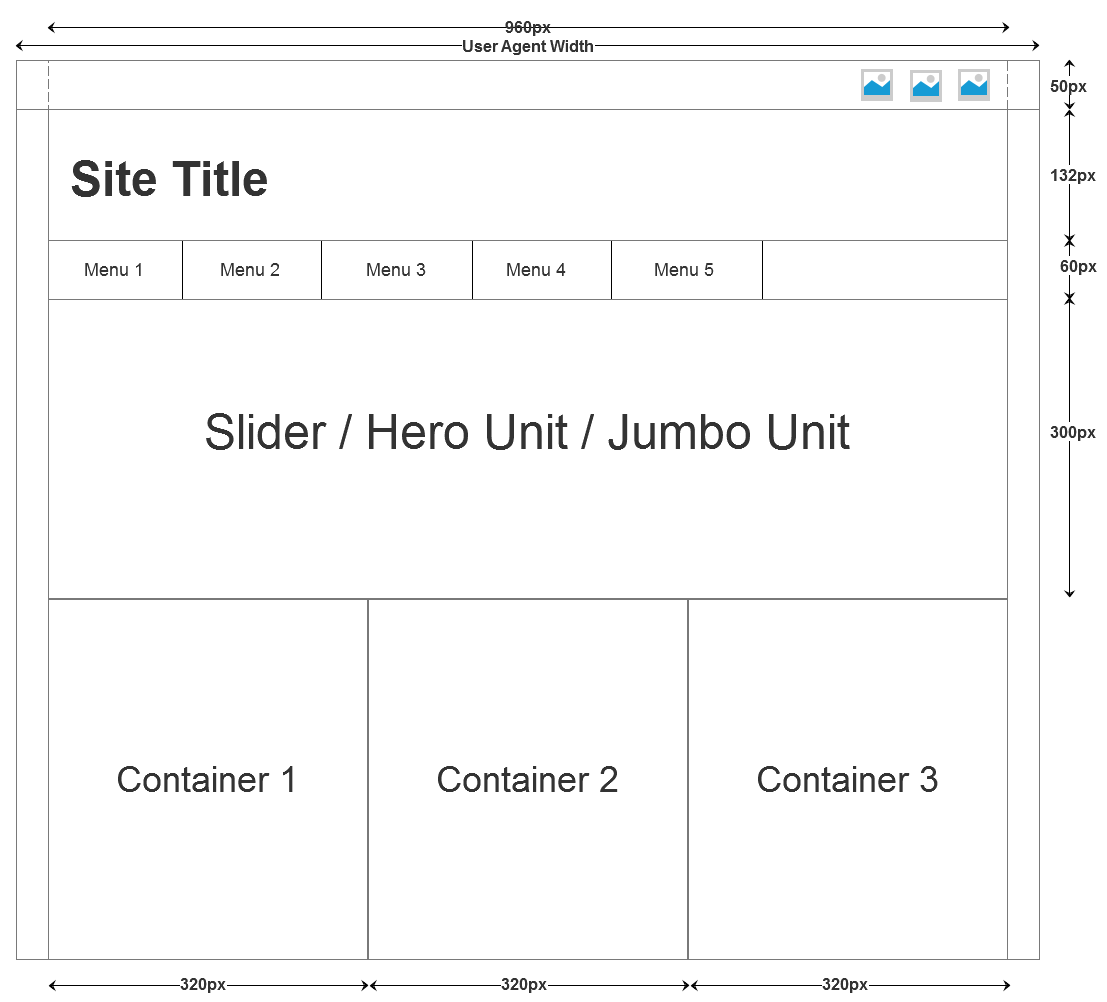 960px
User Agent Width
50px
Site Title
132px
Menu 1 Menu 2 Menu 3 Menu 4 Menu 5
60px
Slider / Hero Unit / Jumbo Unit
300px
Container 1 Container 2 Container 3
320px 320px 320px